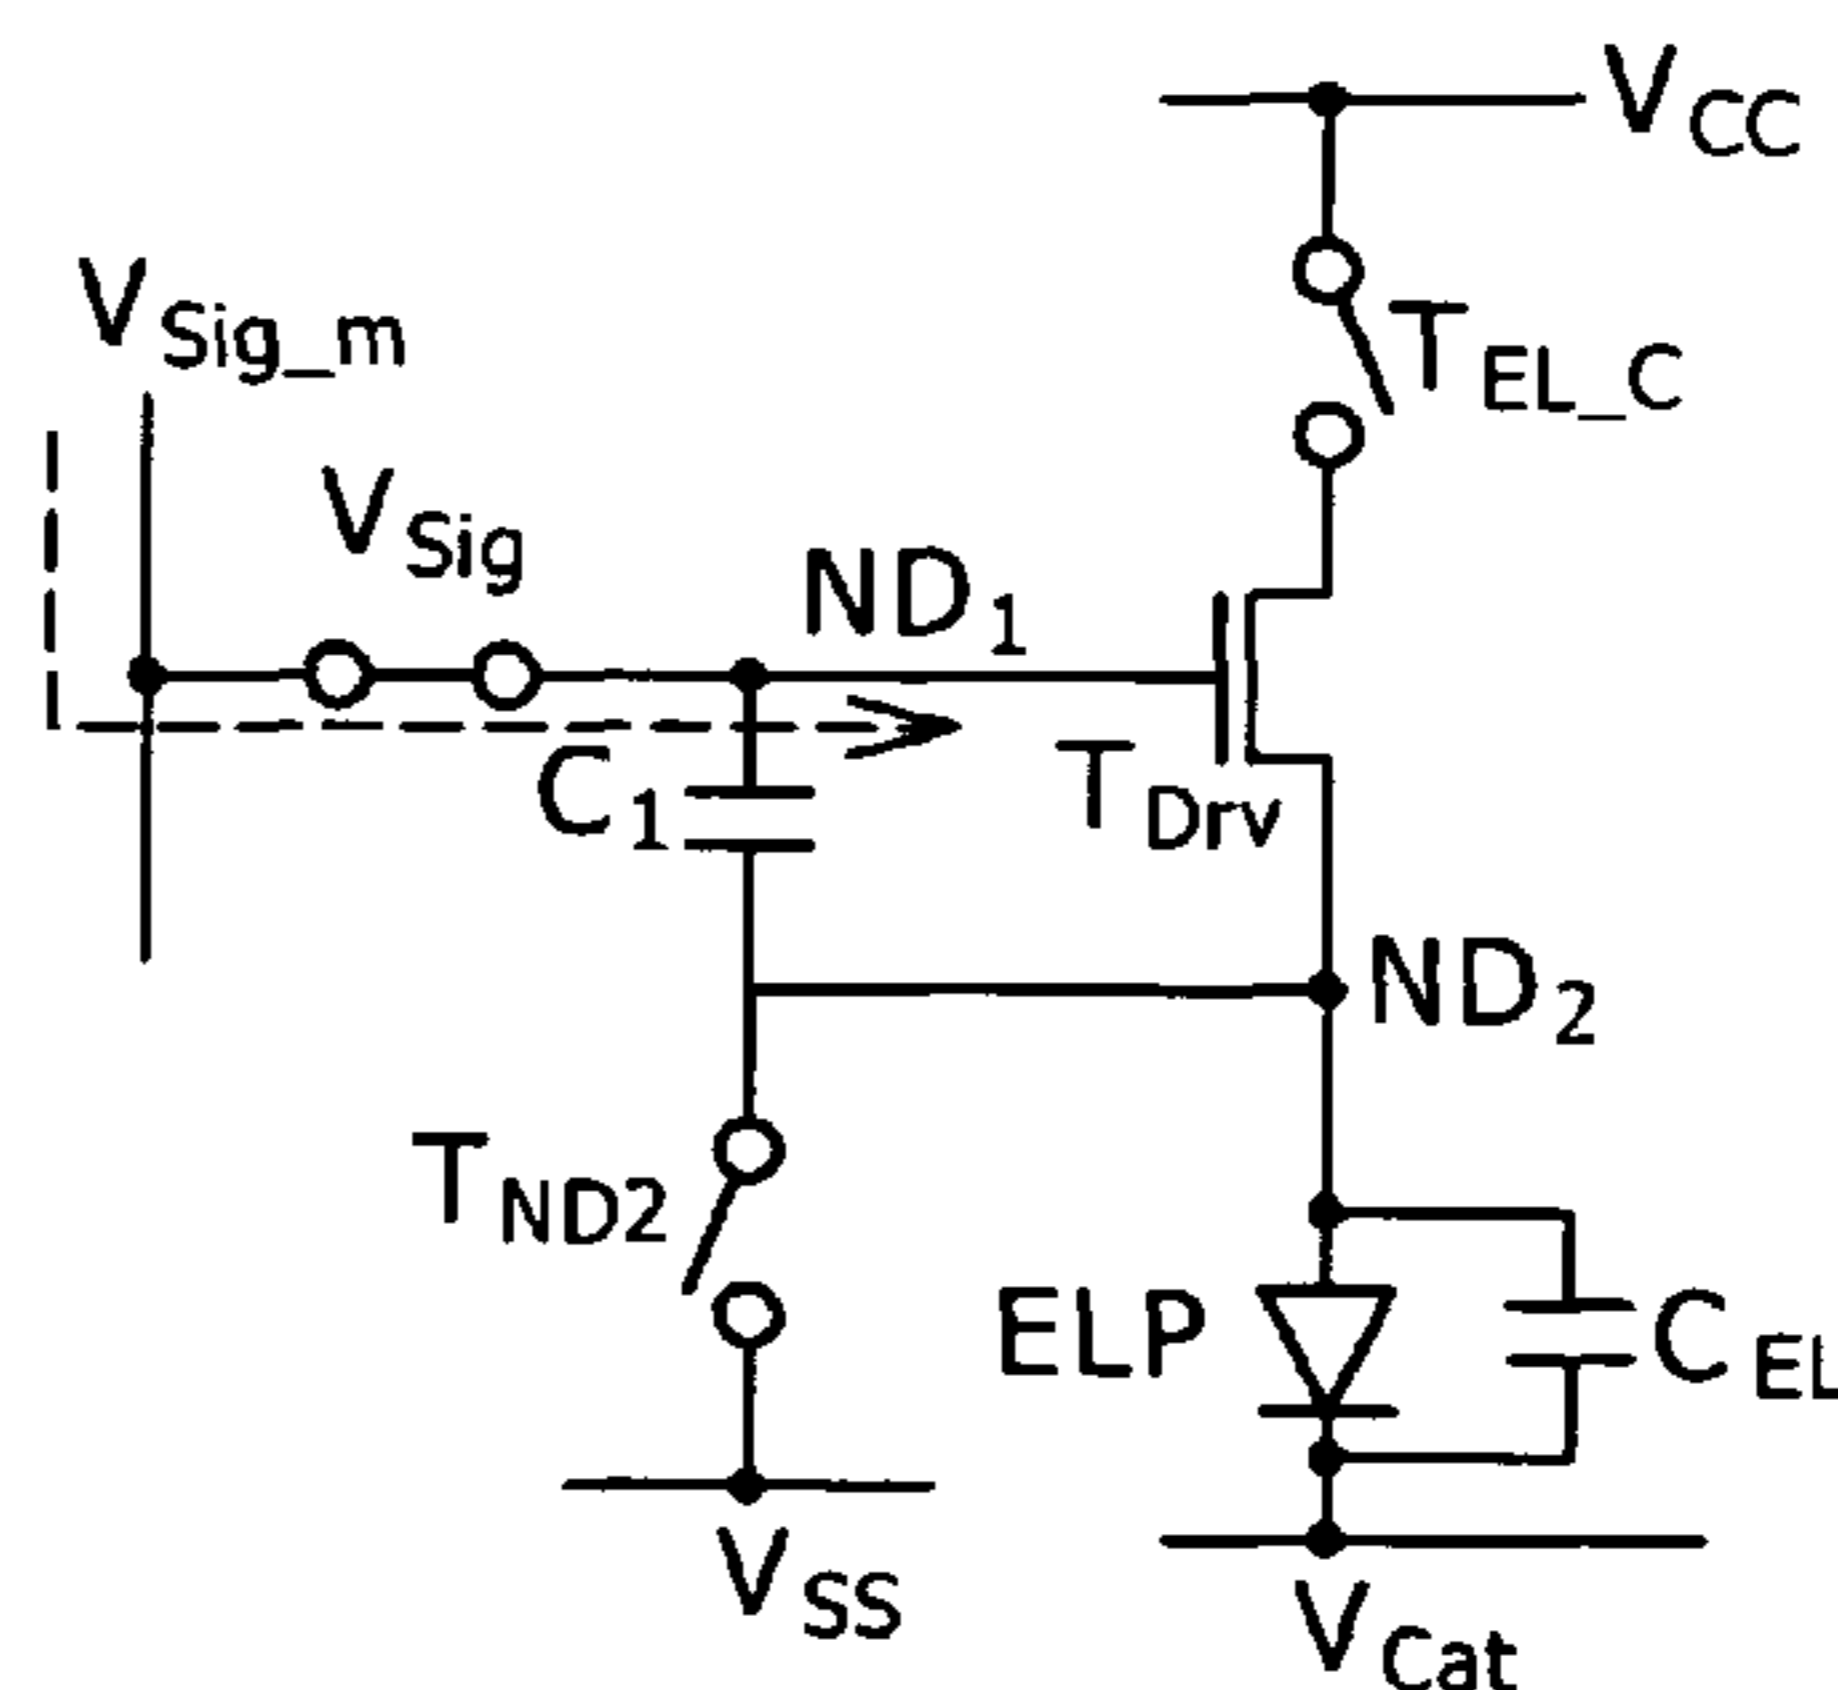 V_CC
V_Sig_m
T_EL_C
V_Sig
ND_1
C_1
T_Drv
ND_2
T_ND2
ELP
C_EL
V_SS
V_Cat